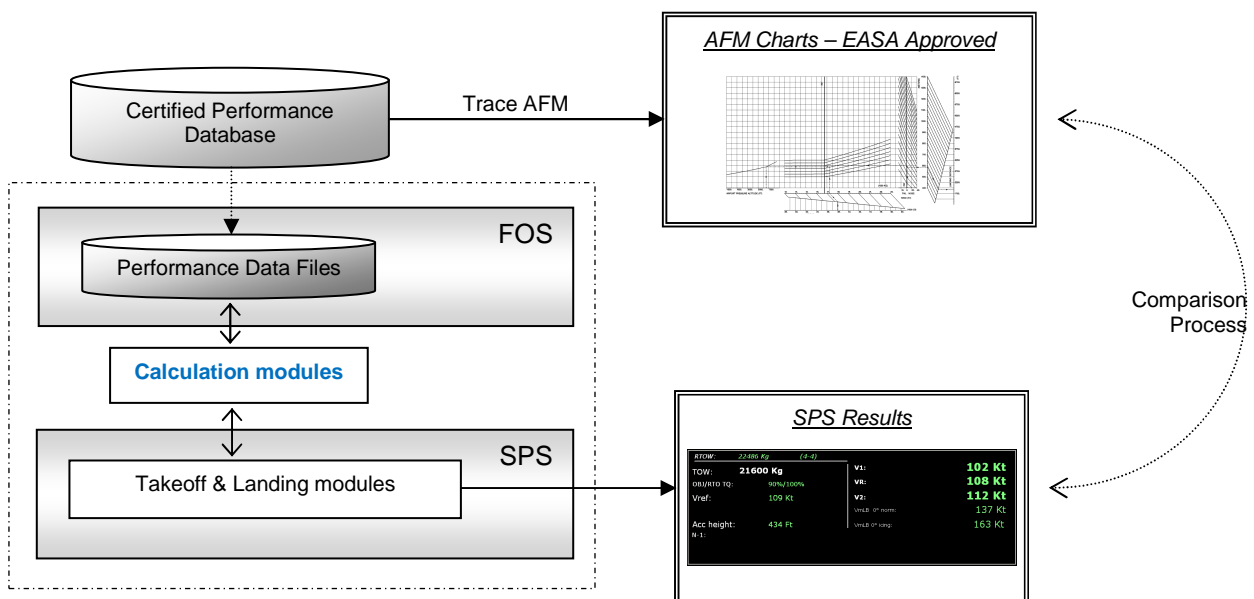 AFM Charts – EASA Approved
Certified Performance
Database
Trace AFM
FOS
Performance Data Files
Comparison
Process
Calculation modules
SPS
Takeoff & Landing modules
SPS Results
RTOW: 22486 Kg (4-4)
TOW: 21600 Kg
OBJ/RTO TQ: 90%/100%
Vref: 109 Kt
Acc height: 434 Ft
N-1:
V1: 102 Kt
VR: 108 Kt
V2: 112 Kt
VmLB 0° norm: 137 Kt
VmLB 0° icing: 163 Kt